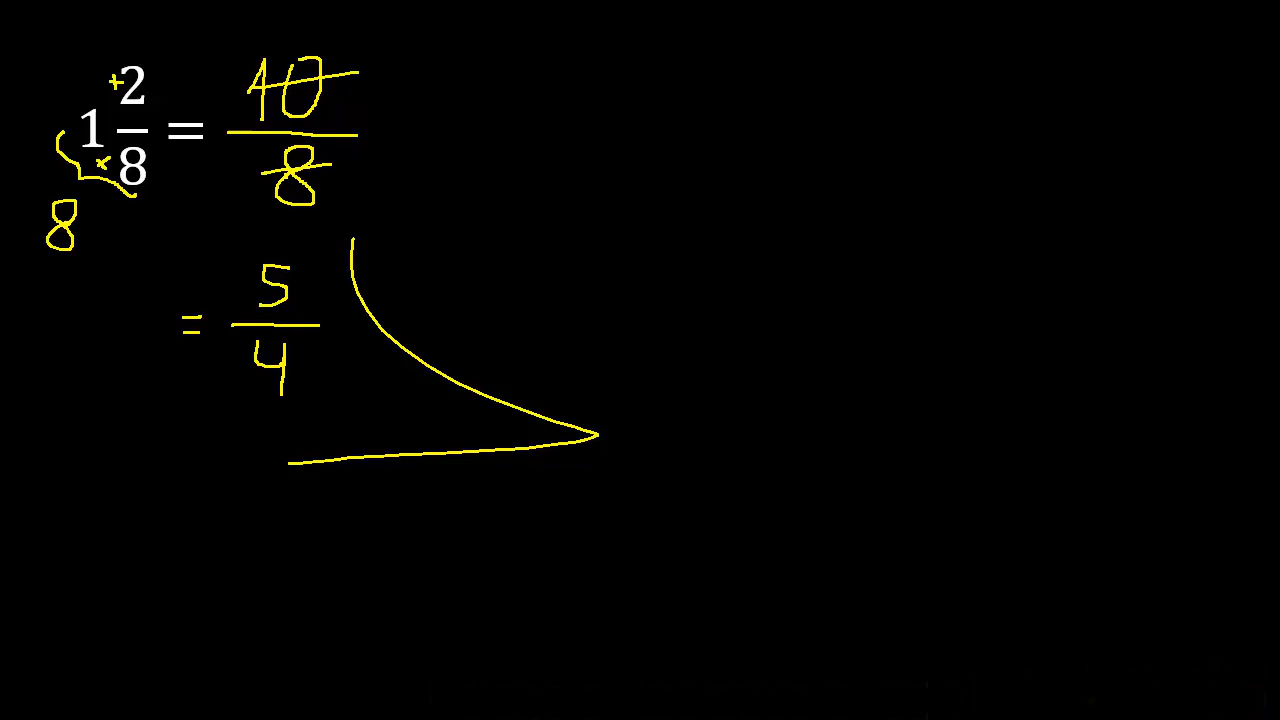 1 2/8 = 10/8
+
×
8
= 5/4